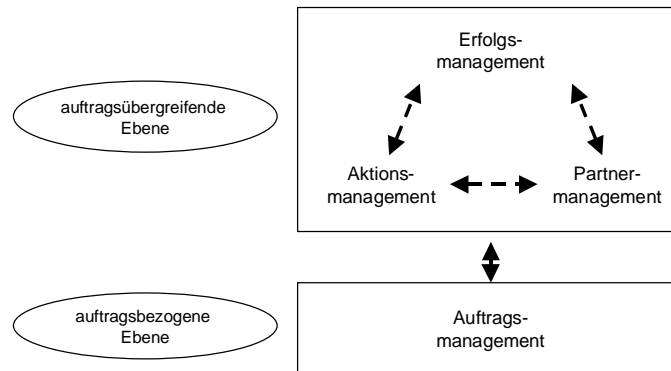 Erfolgs-
management
auftragsübergreifende
Ebene
Aktions-
management
Partner-
management
auftragsbezogene
Ebene
Auftrags-
management